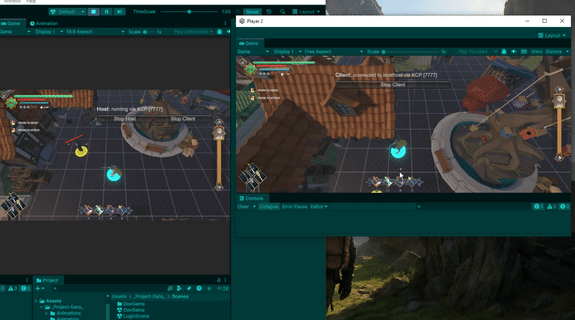 Window Help
Default
TimeScale
1.00
Reset
Layout
Game
Animation
Game
Display 1
16:9 Aspect
Scale
1x
Play Unfocused
Host: running via KCP [7777]
Stop Host
Stop Client
Player 2
Layout
Game
Game
Display 1
Free Aspect
Scale
1x
Play Focused
Stats
Gizmos
Client: connected to localhost via KCP [7777]
Stop Client
Console
Clear
Collapse
Error Pause
Editor
Project
Assets
_Project-Data_
Animations
Assets > _Project-Data_ > Scenes
DevGame
DevGame